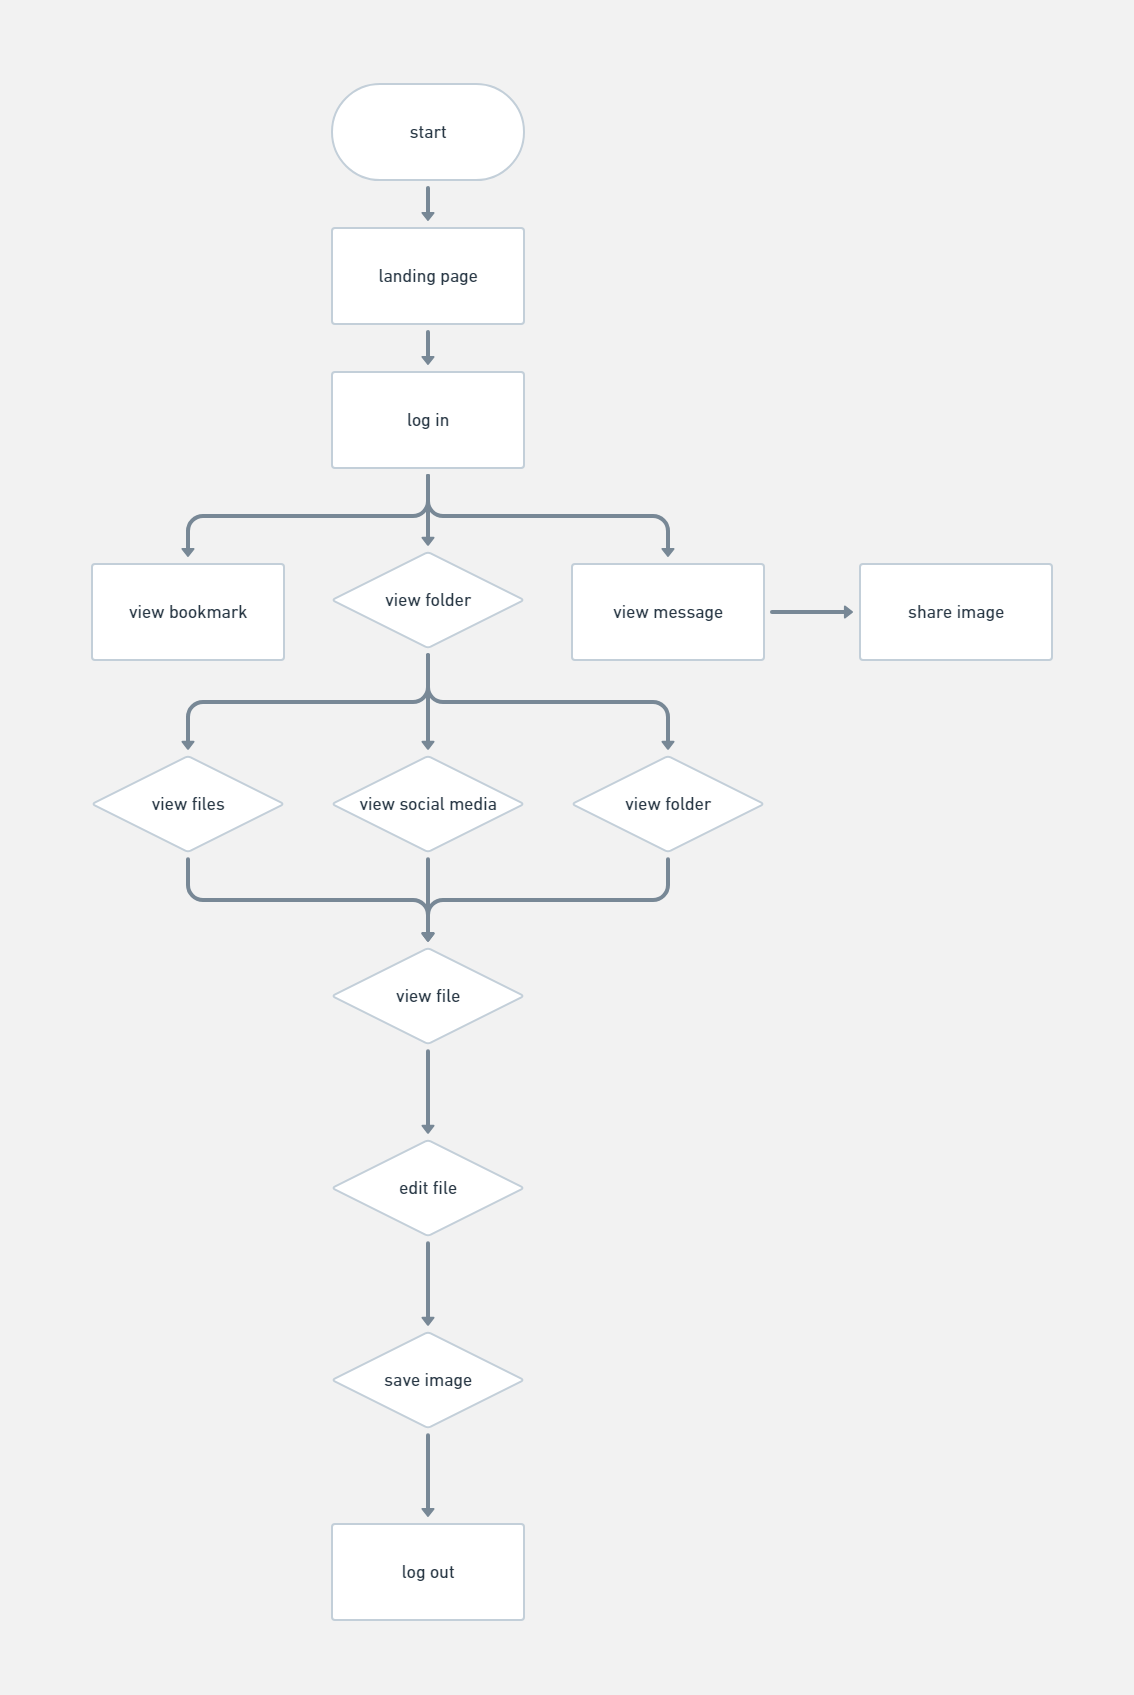 start
landing page
log in
view bookmark
view folder
view message
share image
view files
view social media
view folder
view file
edit file
save image
log out